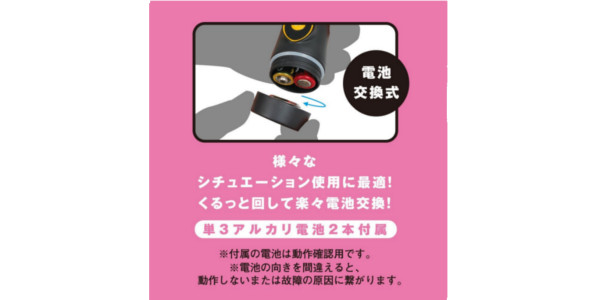 電池
交換式
様々な
シチュエーション使用に最適!
くるっと回して楽々電池交換!
単3アルカリ電池2本付属
※付属の電池は動作確認用です。
※電池の向きを間違えると、
動作しないまたは故障の原因に繋がります。